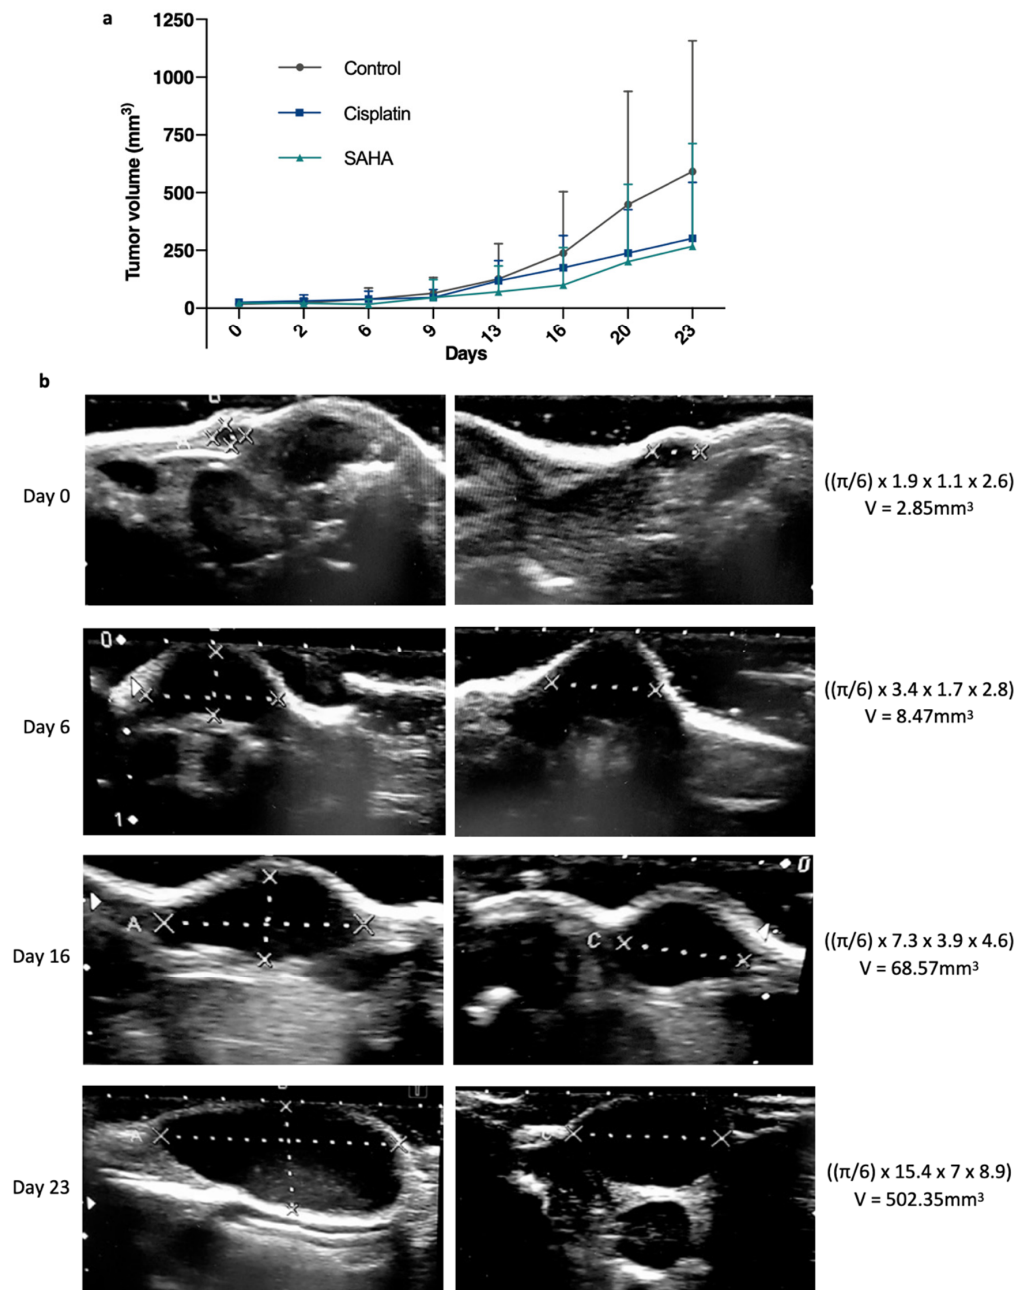 a
1250
1000
750
500
250
0
Tumor volume (mm³)
Control
Cisplatin
SAHA
0 2 6 9 13 16 20 23
Days
b
Day 0
((π/6) x 1.9 x 1.1 x 2.6)
V = 2.85mm³
Day 6
0
1
((π/6) x 3.4 x 1.7 x 2.8)
V = 8.47mm³
Day 16
A
C
0
((π/6) x 7.3 x 3.9 x 4.6)
V = 68.57mm³
Day 23
A
((π/6) x 15.4 x 7 x 8.9)
V = 502.35mm³